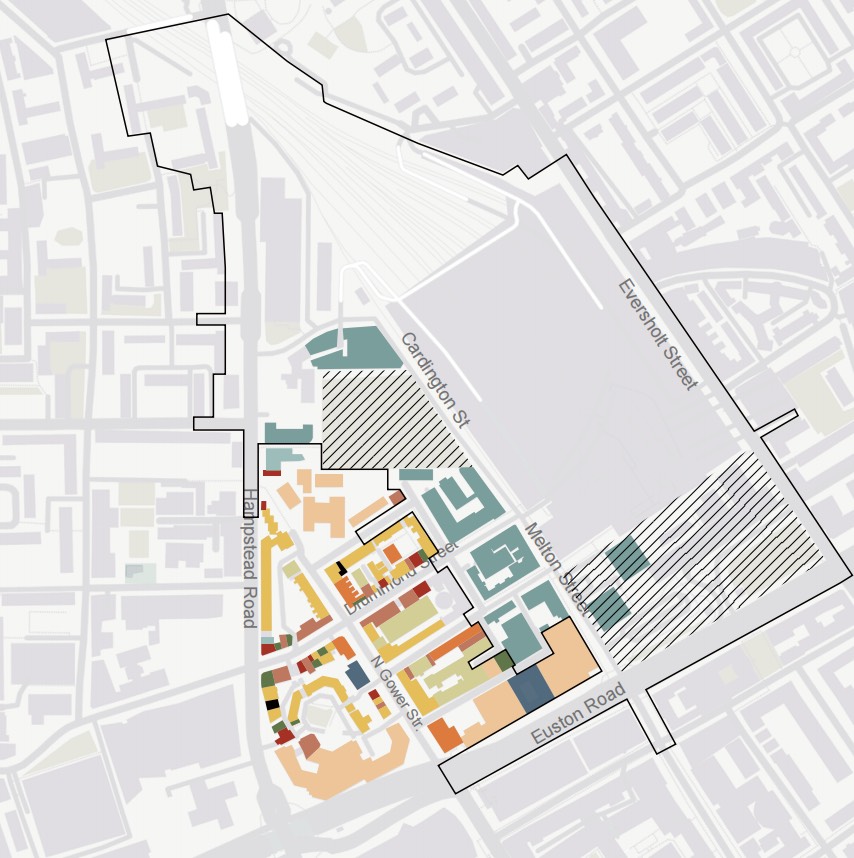 Eversholt Street
Cardington St
Hampstead Road
Melton Street
Drummond Street
N Gower Str.
Euston Road